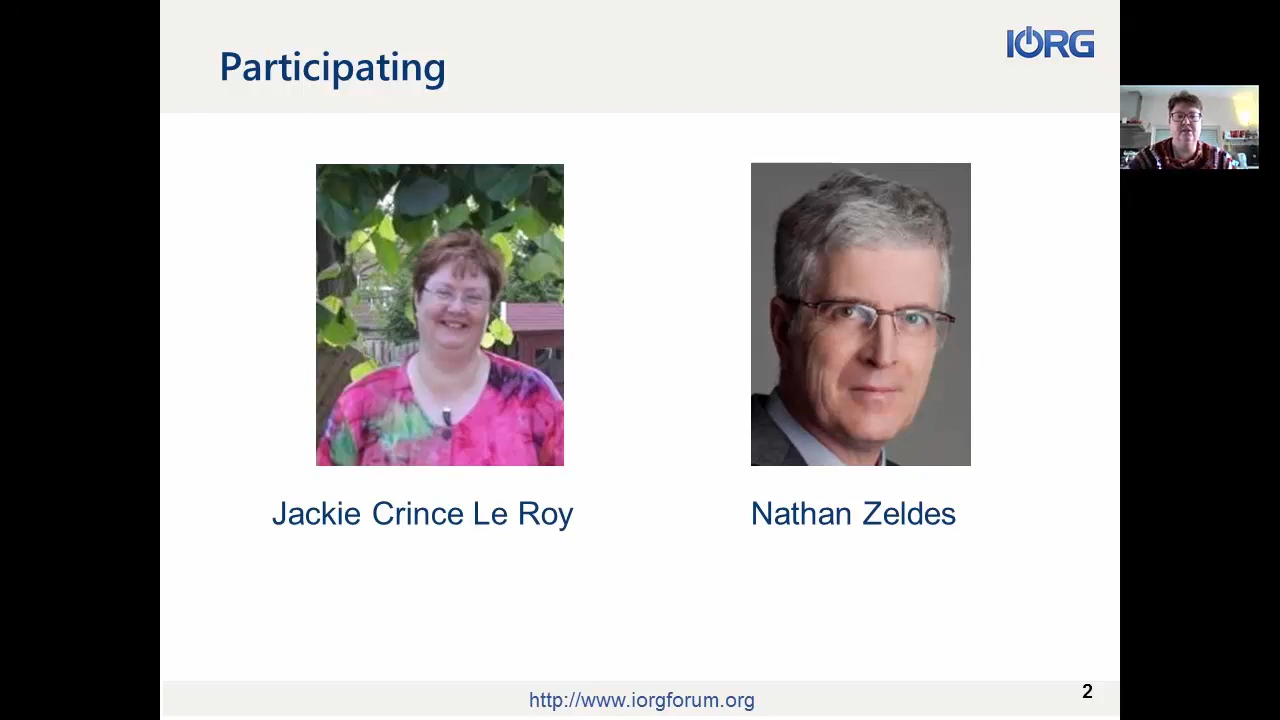 Participating
IORG
Jackie Crince Le Roy
Nathan Zeldes
http://www.iorgforum.org
2